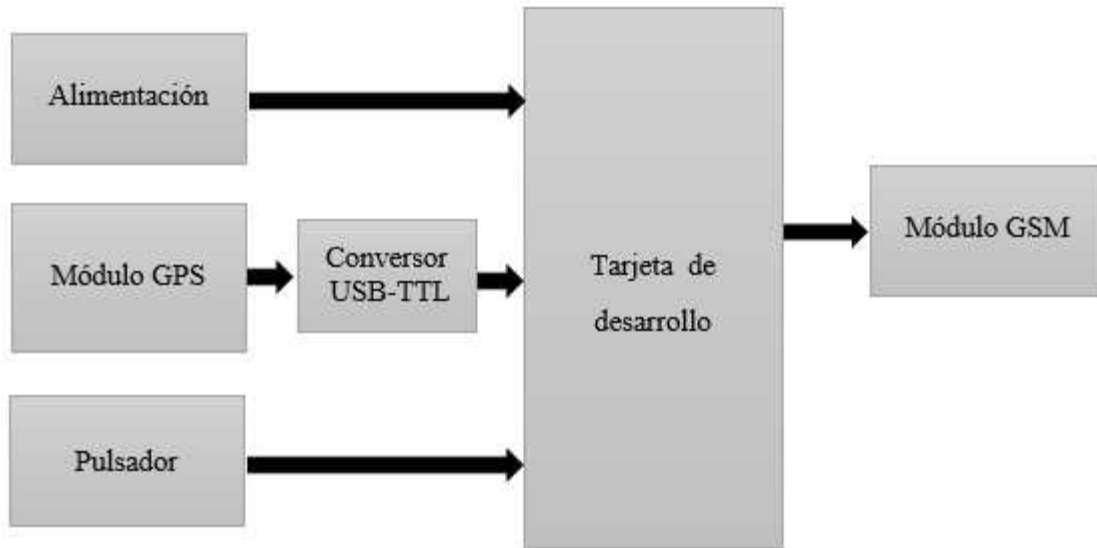 Alimentación
Módulo GPS
Conversor
USB-TTL
Pulsador
Tarjeta de
desarrollo
Módulo GSM